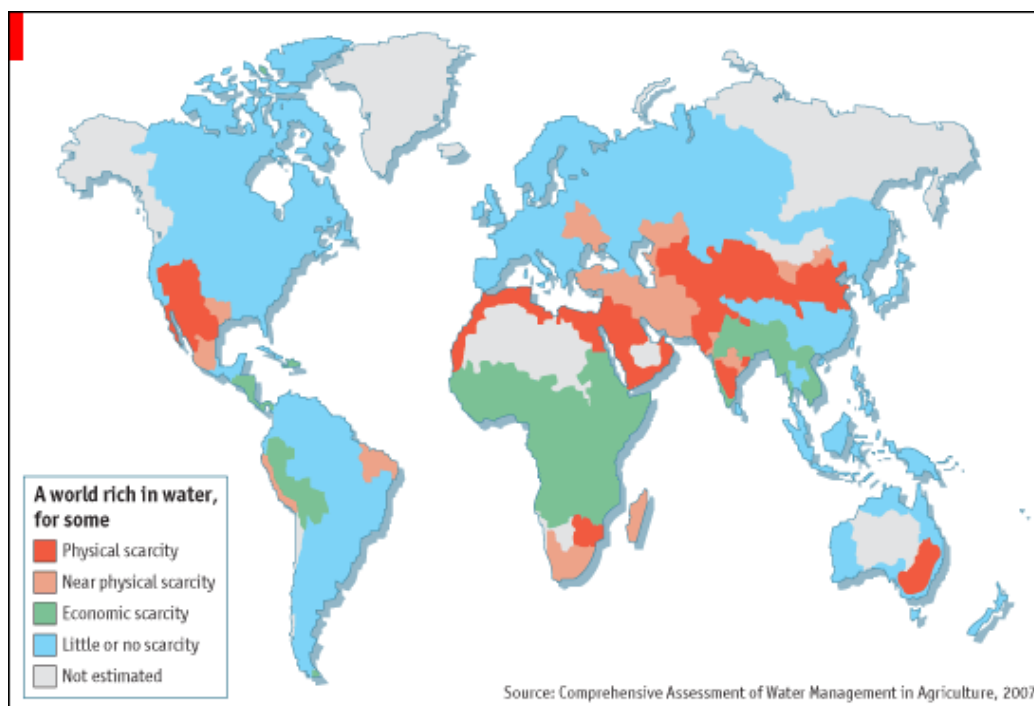 A world rich in water,
for some
Physical scarcity
Near physical scarcity
Economic scarcity
Little or no scarcity
Not estimated
Source: Comprehensive Assessment of Water Management in Agriculture, 2007